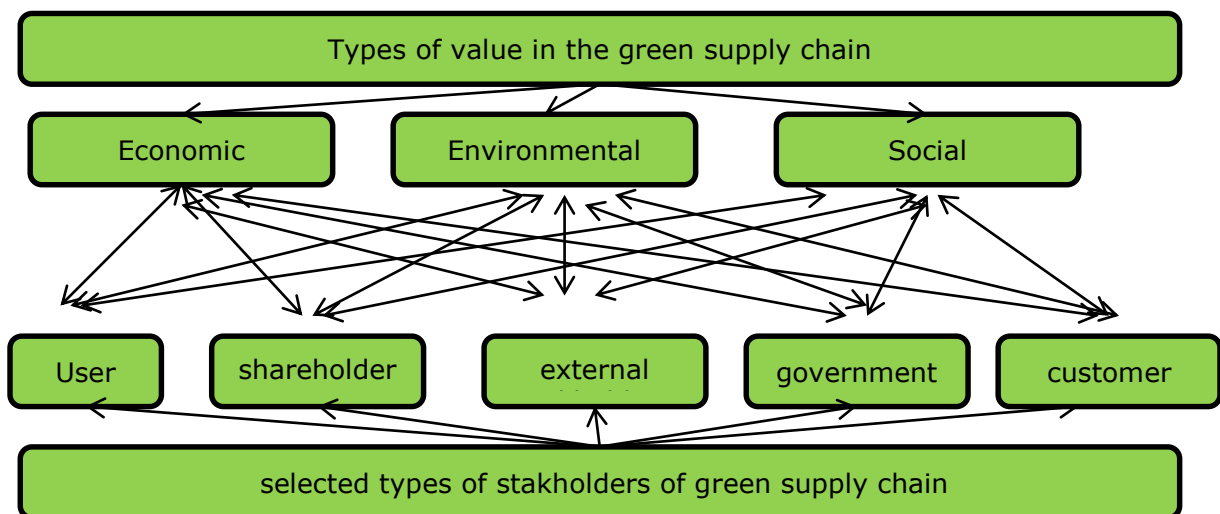 Types of value in the green supply chain
Economic
Environmental
Social
User
shareholder
external
government
customer
selected types of stakholders of green supply chain